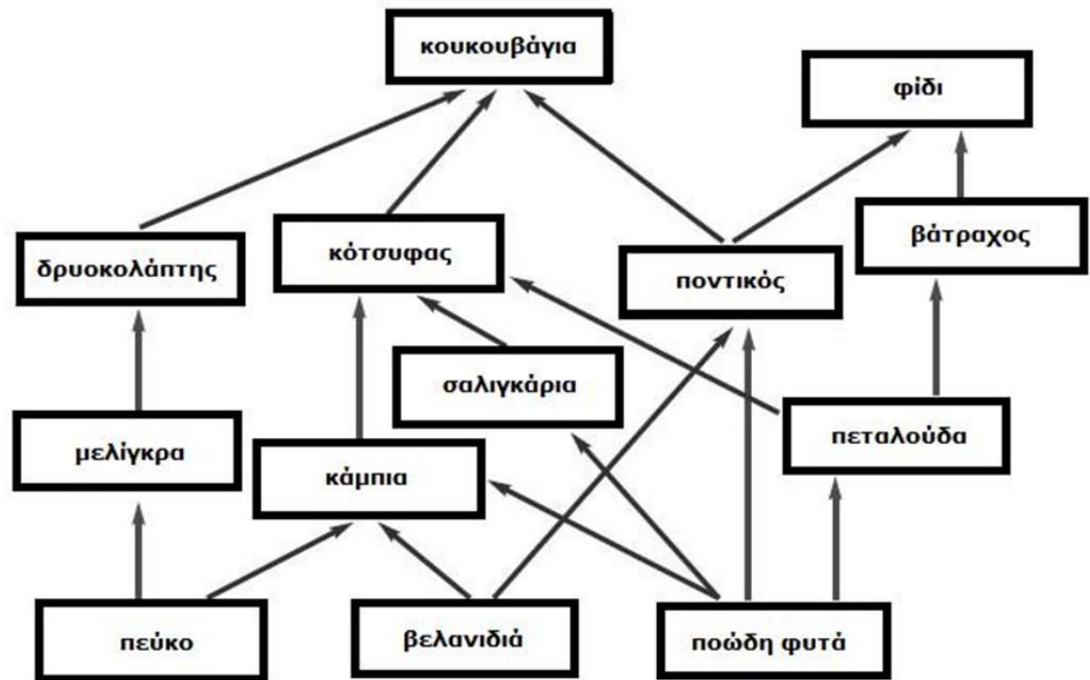 κουκουβάγια
φίδι
δρυοκολάπτης
κότσυφας
ποντικός
βάτραχος
μελίγκρα
κάμπια
σαλιγκάρια
πεταλούδα
πεύκο
βελανιδιά
ποώδη φυτά